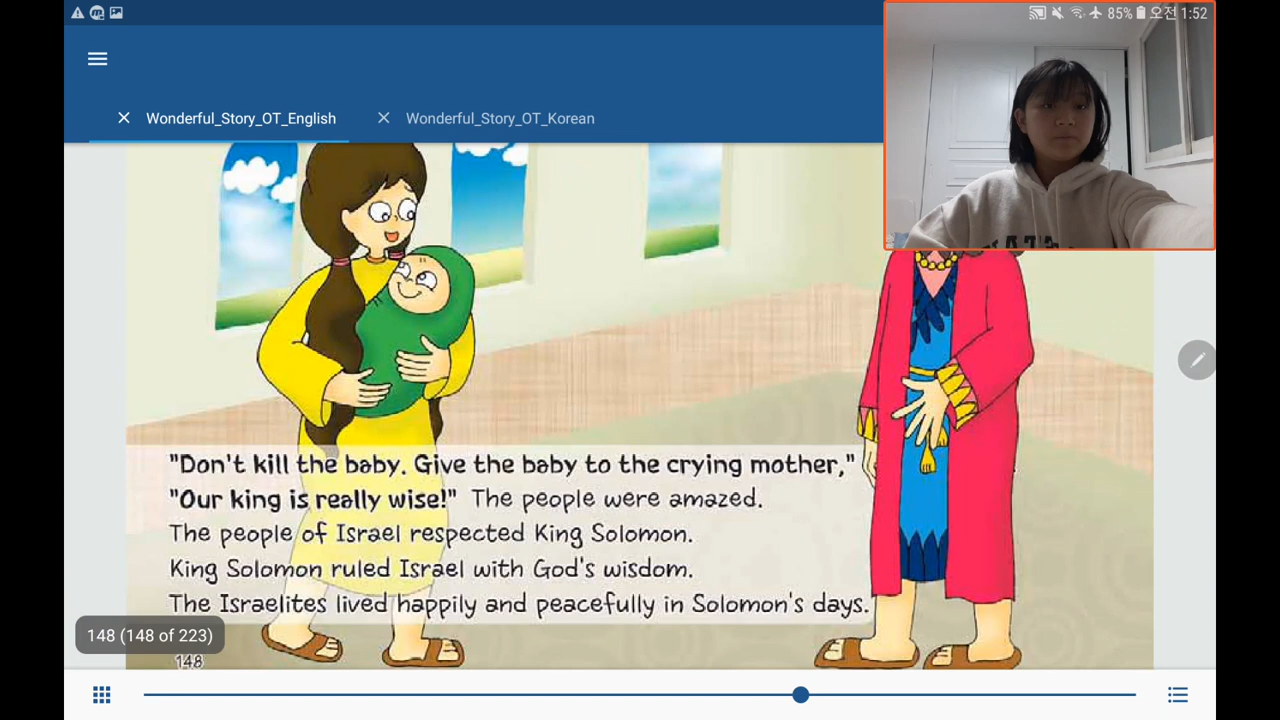 85% 오전 1:52
Wonderful_Story_OT_English
Wonderful_Story_OT_Korean
"Don't kill the baby. Give the baby to the crying mother,"
"Our king is really wise!" The people were amazed.
The people of Israel respected King Solomon.
King Solomon ruled Israel with God's wisdom.
The Israelites lived happily and peacefully in Solomon's days.
148 (148 of 223)
148